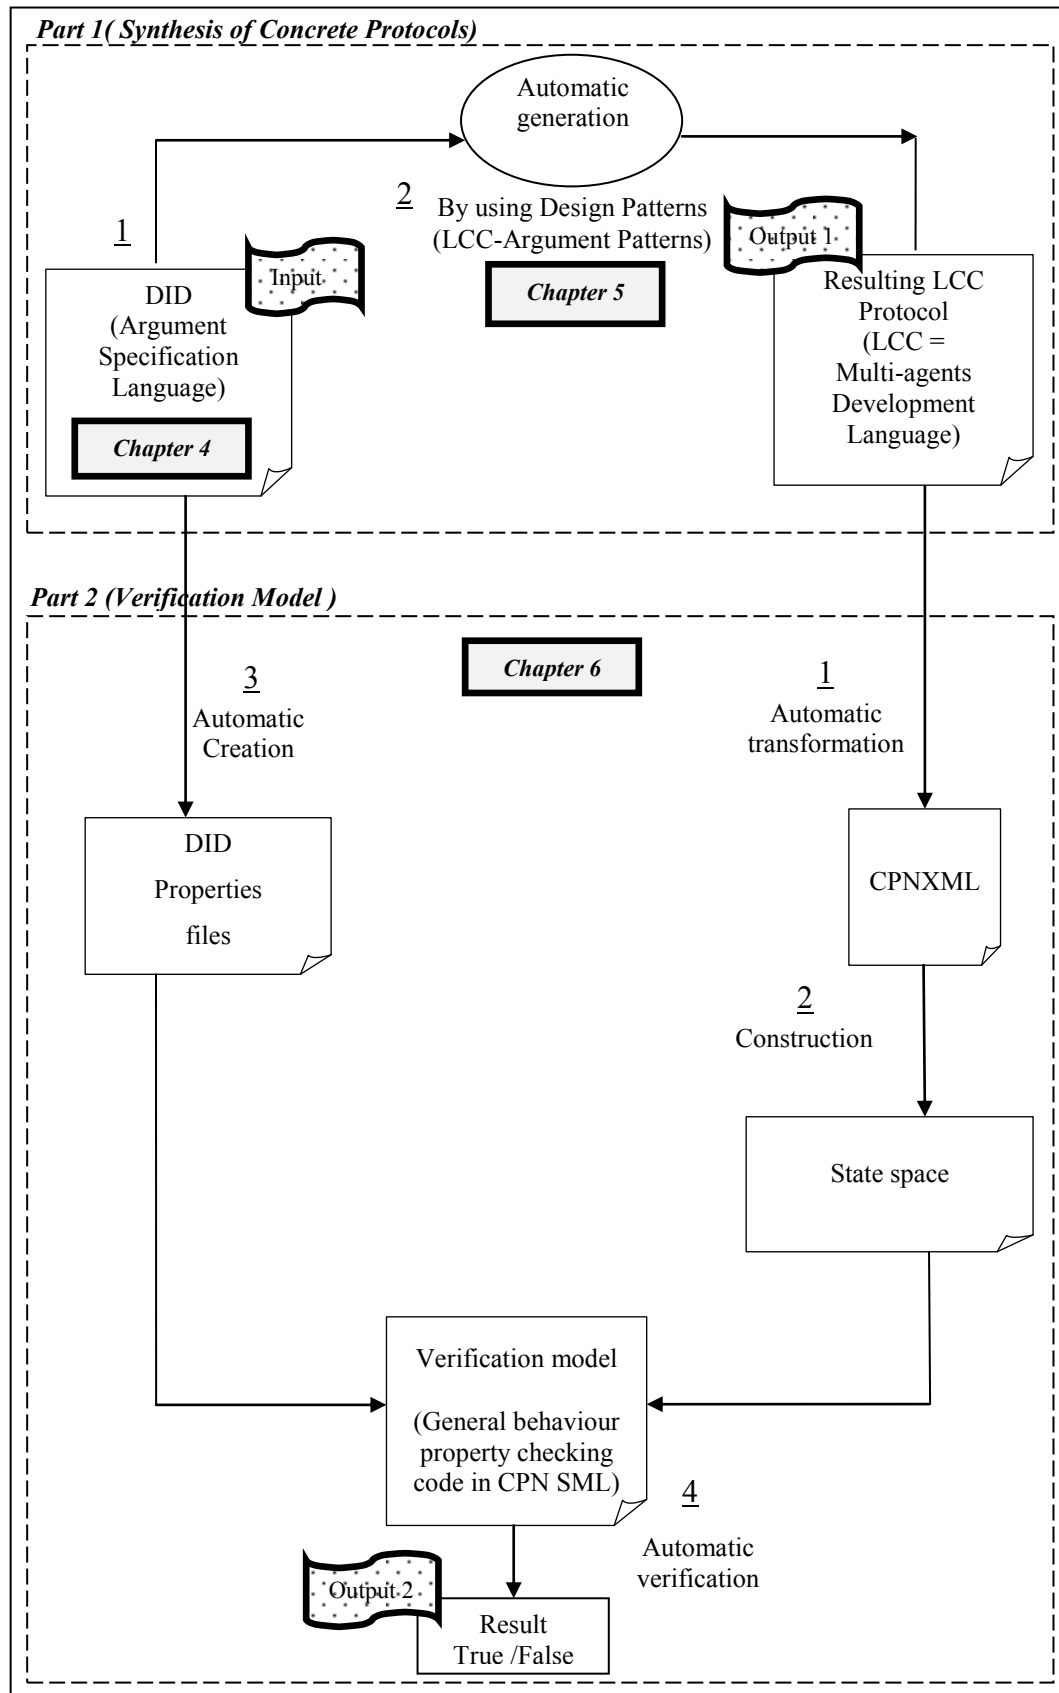 Part 1( Synthesis of Concrete Protocols)
Automatic
generation
2
By using Design Patterns
(LCC-Argument Patterns)
Chapter 5
1
Input
DID
(Argument
Specification
Language)
Chapter 4
Output 1
Resulting LCC
Protocol
(LCC =
Multi-agents
Development
Language)
Part 2 (Verification Model )
Chapter 6
3
Automatic
Creation
1
Automatic
transformation
DID
Properties
files
CPNXML
2
Construction
State space
Verification model
(General behaviour
property checking
code in CPN SML)
4
Automatic
verification
Output 2
Result
True /False